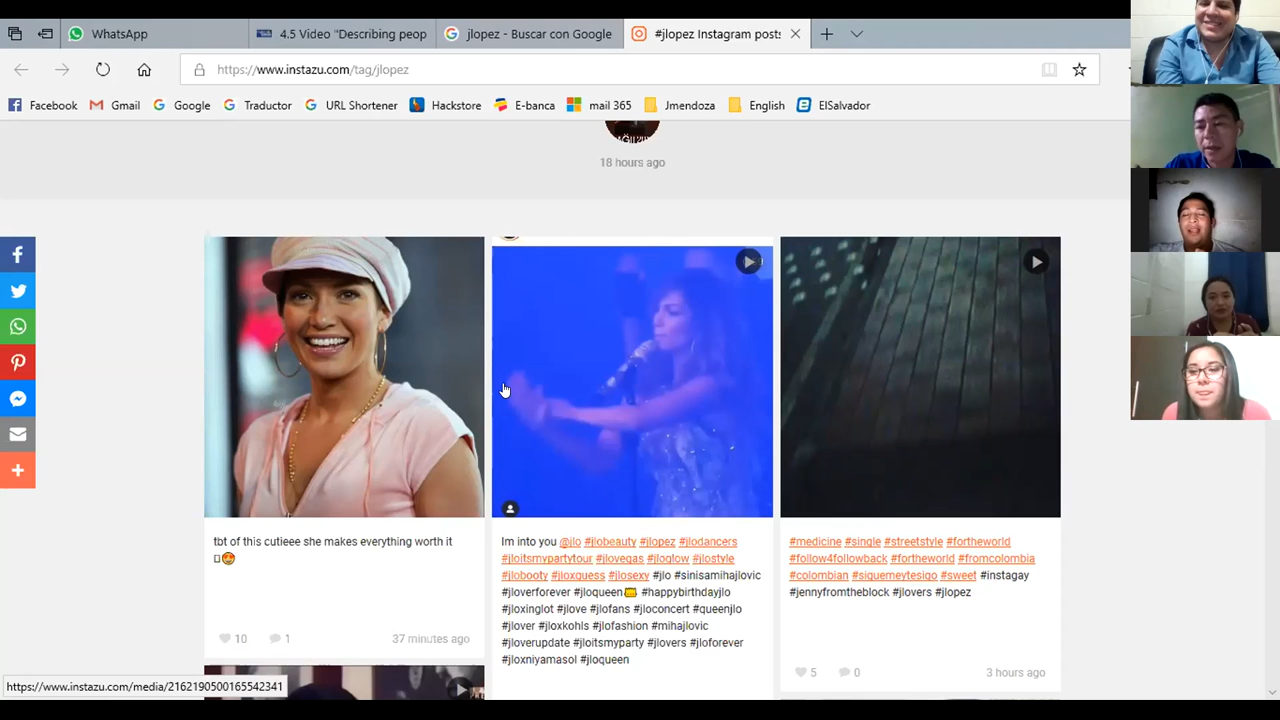 WhatsApp
4.5 Video "Describing peop
jlopez - Buscar con Google
#jlopez Instagram posts
https://www.instazu.com/tag/jlopez
Facebook
Gmail
Google
Traductor
URL Shortener
Hackstore
E-banca
mail 365
Jmendoza
English
ElSalvador
18 hours ago
tbt of this cutieee she makes everything worth it
10
1
37 minutes ago
Im into you @jlo #jlobeauty #jlopez #jlodancers
#jloitsmypartytour #jlovegas #jloglow #jlostyle
#jlobooty #jloxguess #jlosexy #jlo #sinisamihajlovic
#jloverforever #jloqueen #happybirthdayjlo
#jloxinglot #jlove #jlofans #jloconcert #queenjlo
#jlover #jloxkohls #jlofashion #mihajlovic
#jloverupdate #jloitsmyparty #jlovers #jloforever
#jloxniyamasol #jloqueen
#medicine #single #streetstyle #fortheworld
#follow4followback #fortheworld #fromcolombia
#colombian #siguemeytesigo #sweet #instagay
#jennyfromtheblock #jlovers #jlopez
5
0
3 hours ago
https://www.instazu.com/media/2162190500165542341